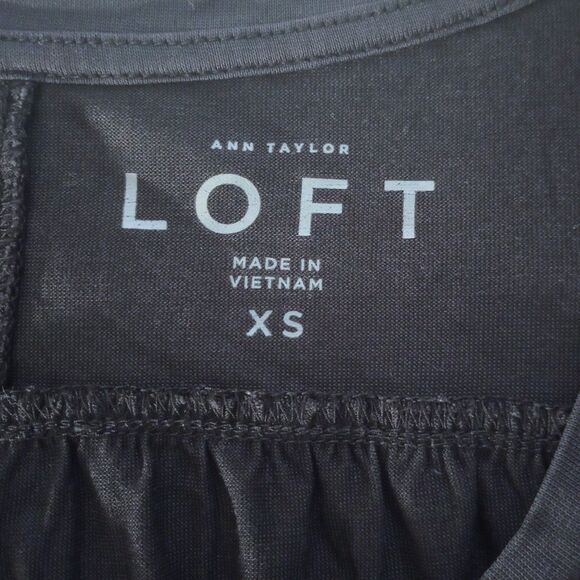 ANN TAYLOR
LOFT
MADE IN
VIETNAM
XS